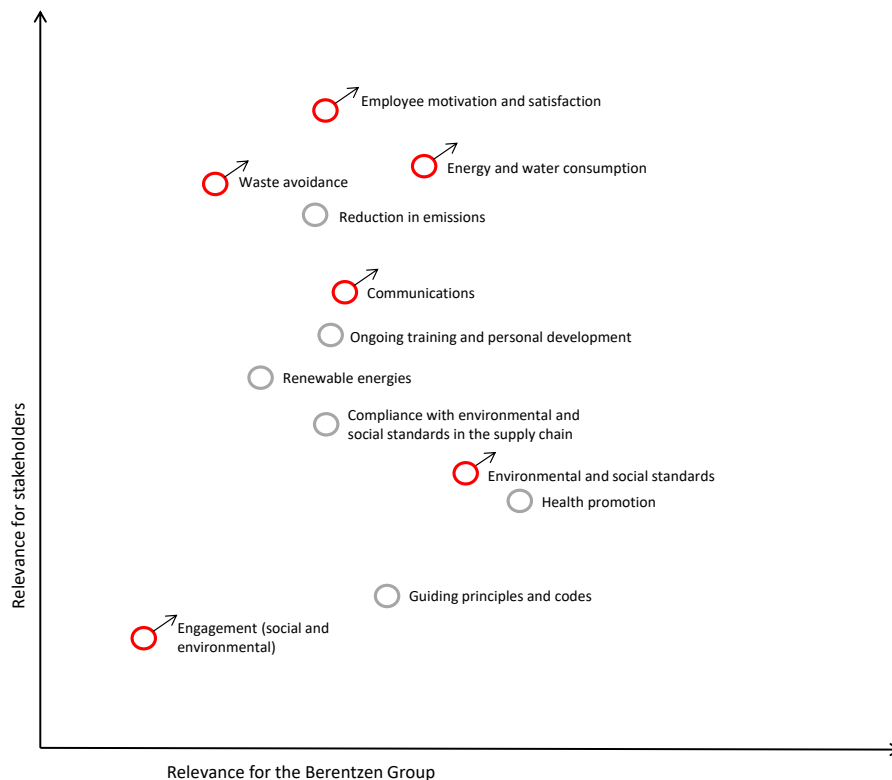 Employee motivation and satisfaction
Energy and water consumption
Waste avoidance
Reduction in emissions
Communications
Ongoing training and personal development
Renewable energies
Compliance with environmental and
social standards in the supply chain
Environmental and social standards
Health promotion
Guiding principles and codes
Engagement (social and
environmental)
Relevance for stakeholders
Relevance for the Berentzen Group